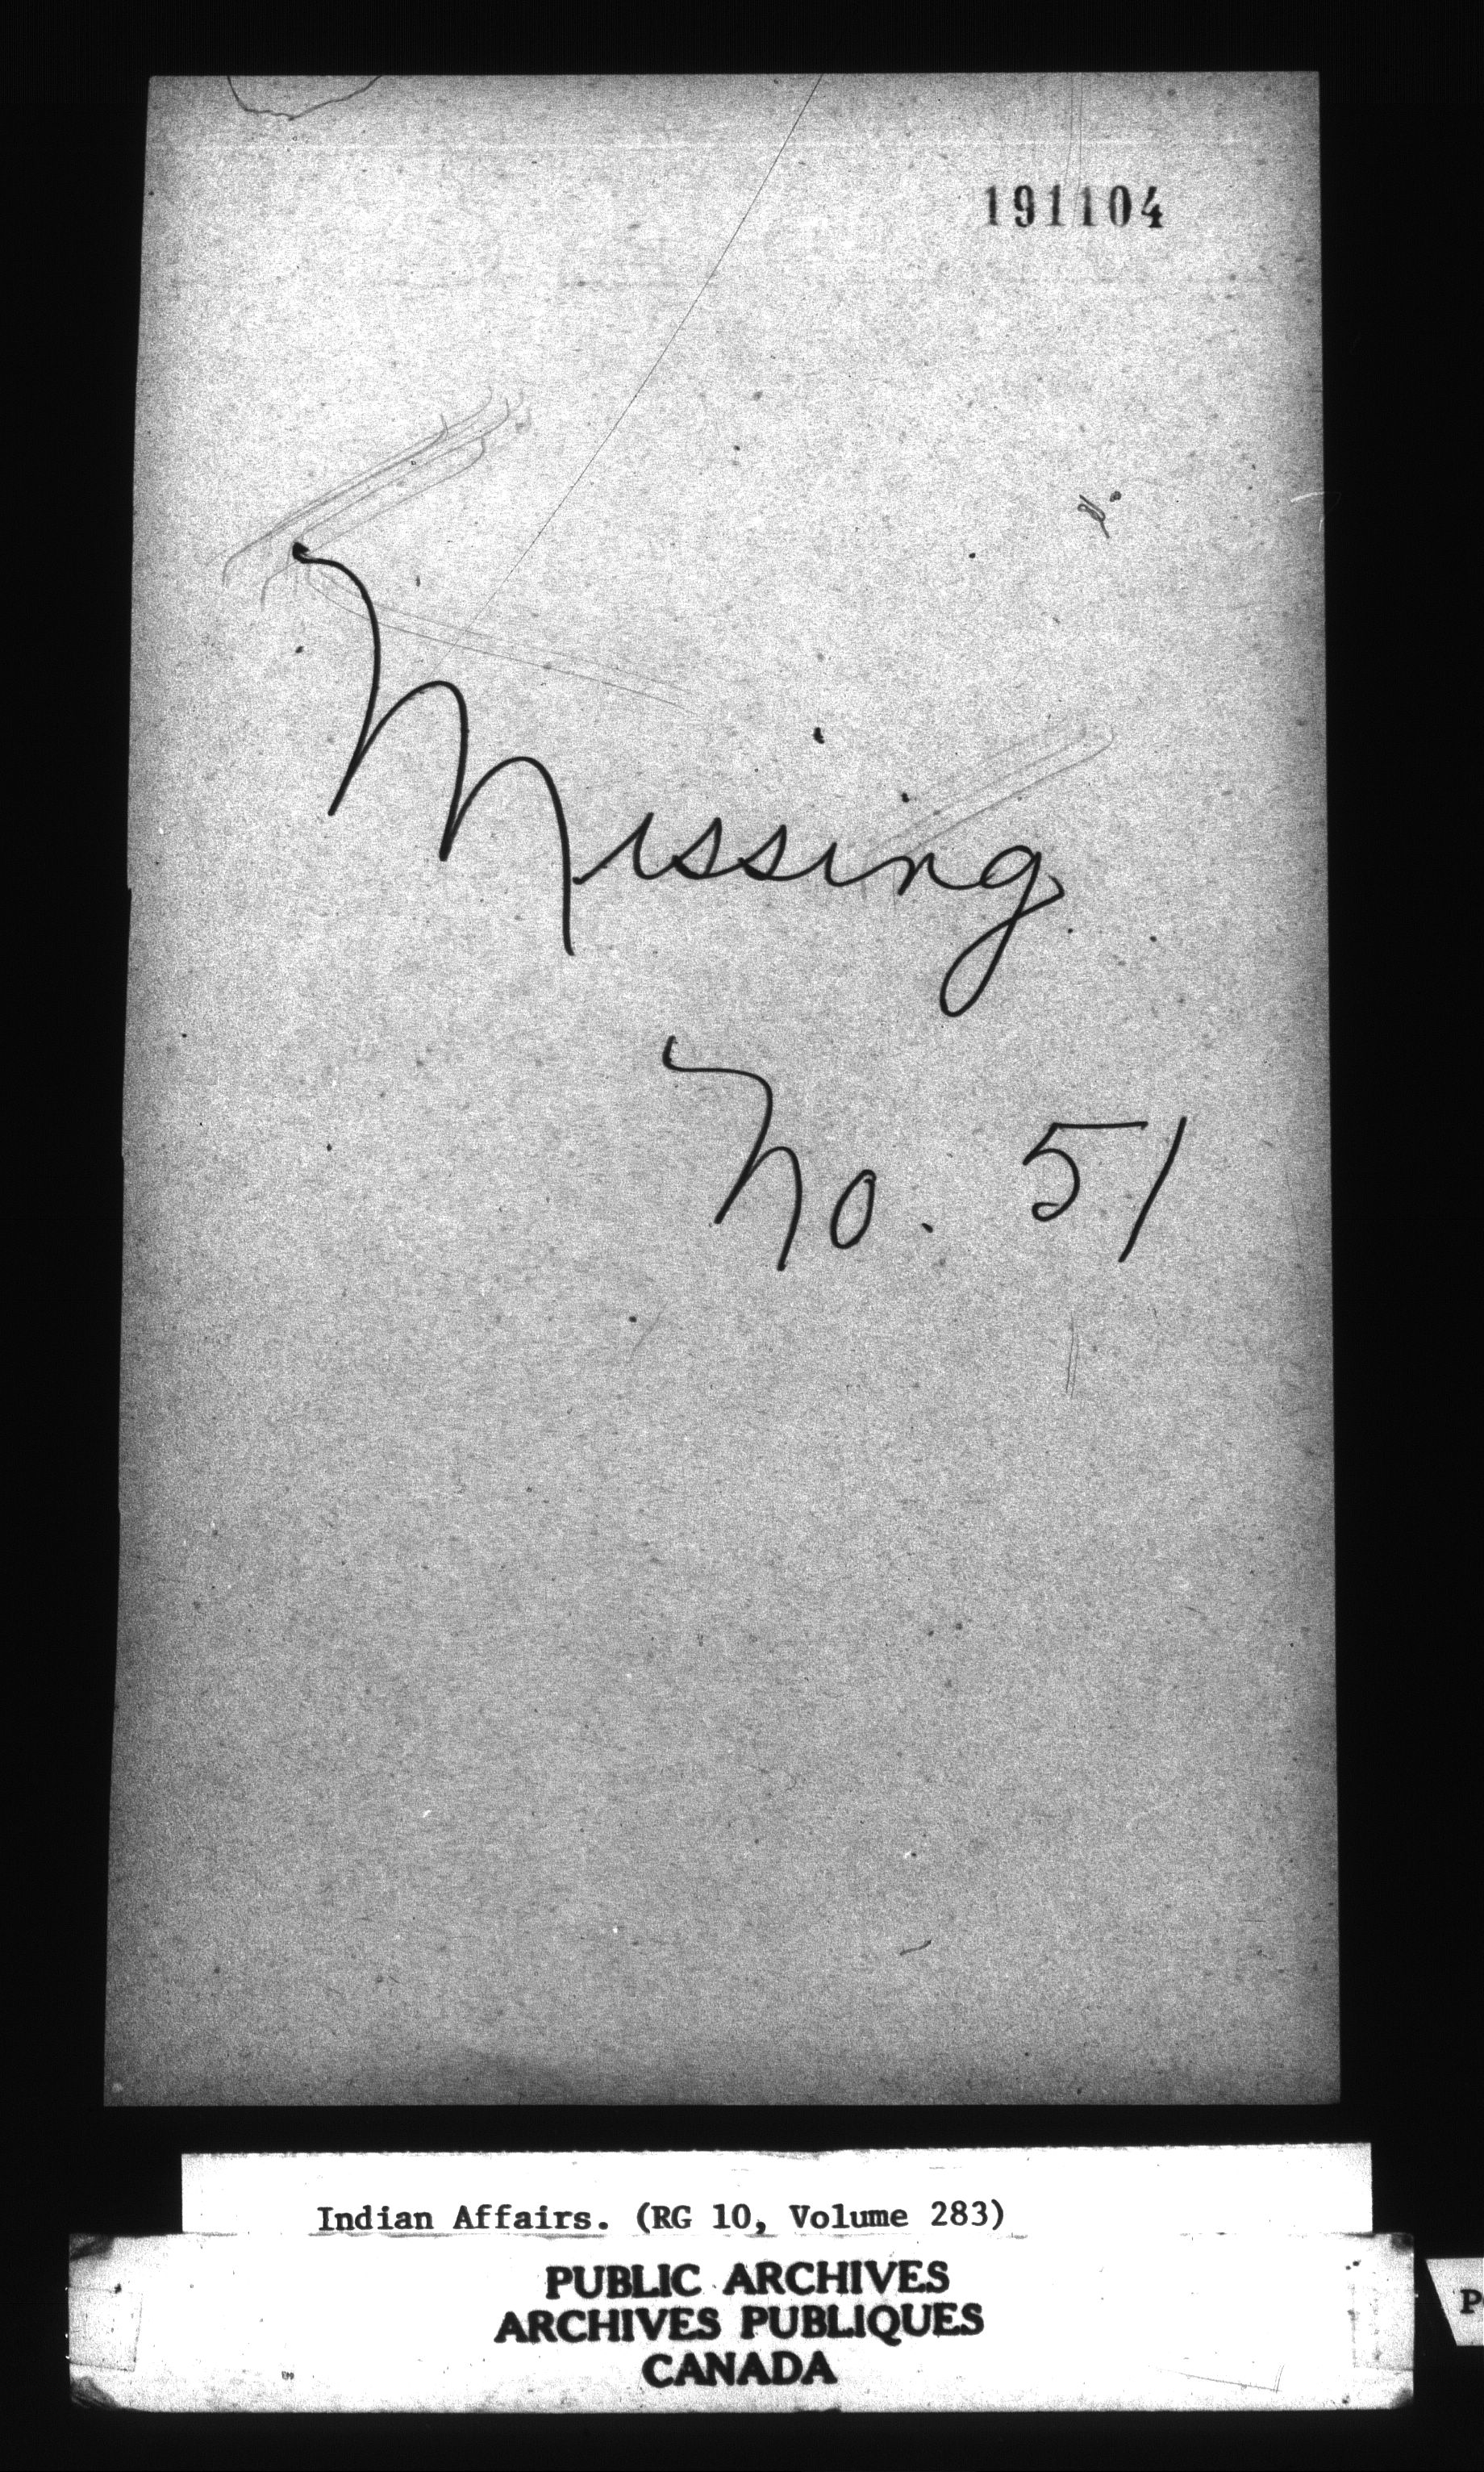 191104
Missing
No. 51
Indian Affairs. (RG 10, Volume 283)
PUBLIC ARCHIVES
ARCHIVES PUBLIQUES
CANADA
P